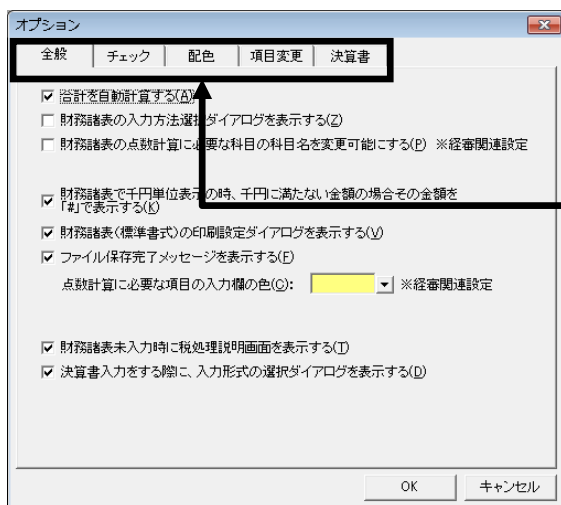 オプション
全般 チェック 配色 項目変更 決算書
合計を自動計算する(A)
財務諸表の入力方法選択ダイアログを表示する(Z)
財務諸表の点数計算に必要な科目の科目名を変更可能にする(P) ※経審関連設定
財務諸表で千円単位表示の時、千円に満たない金額の場合その金額を
「#」で表示する(K)
財務諸表(標準書式)の印刷設定ダイアログを表示する(V)
ファイル保存完了メッセージを表示する(F)
点数計算に必要な項目の入力欄の色(C): ※経審関連設定
財務諸表未入力時に税処理説明画面を表示する(T)
決算書入力をする際に、入力形式の選択ダイアログを表示する(D)
OK キャンセル